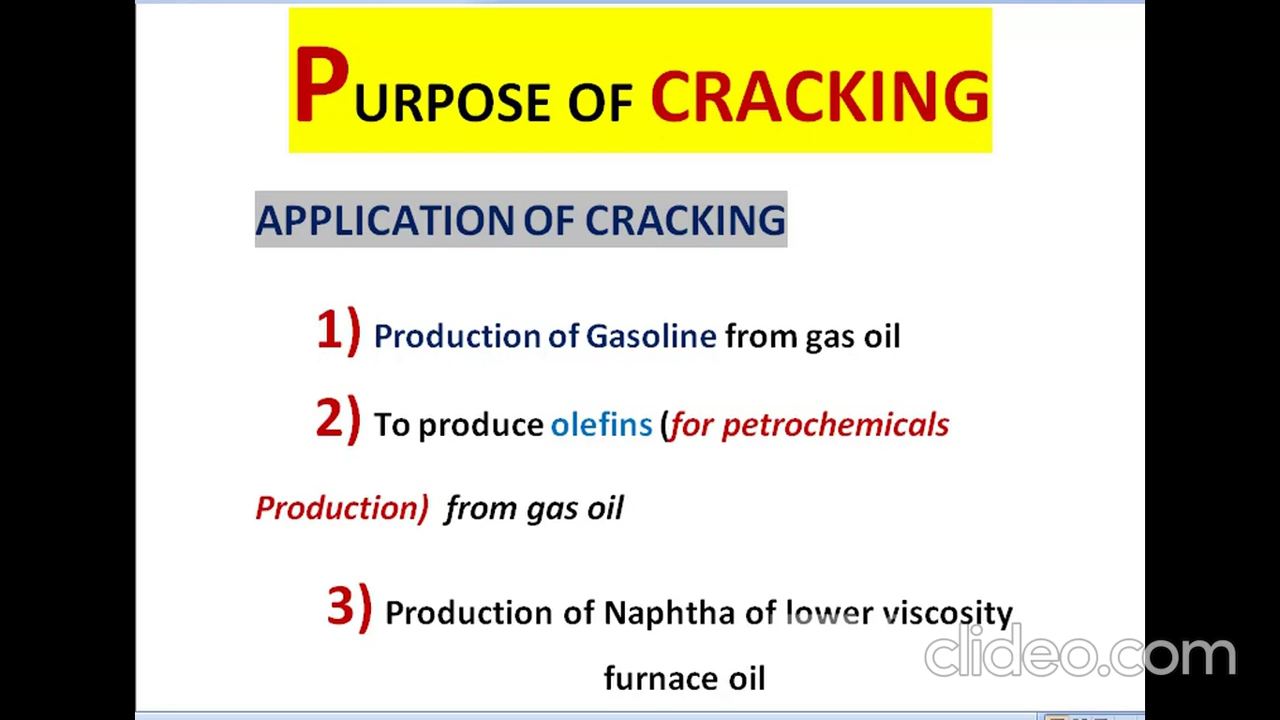 PURPOSE OF CRACKING
APPLICATION OF CRACKING
1) Production of Gasoline from gas oil
2) To produce olefins (for petrochemicals
Production) from gas oil
3) Production of Naphtha of lower viscosity
furnace oil
clideo.com